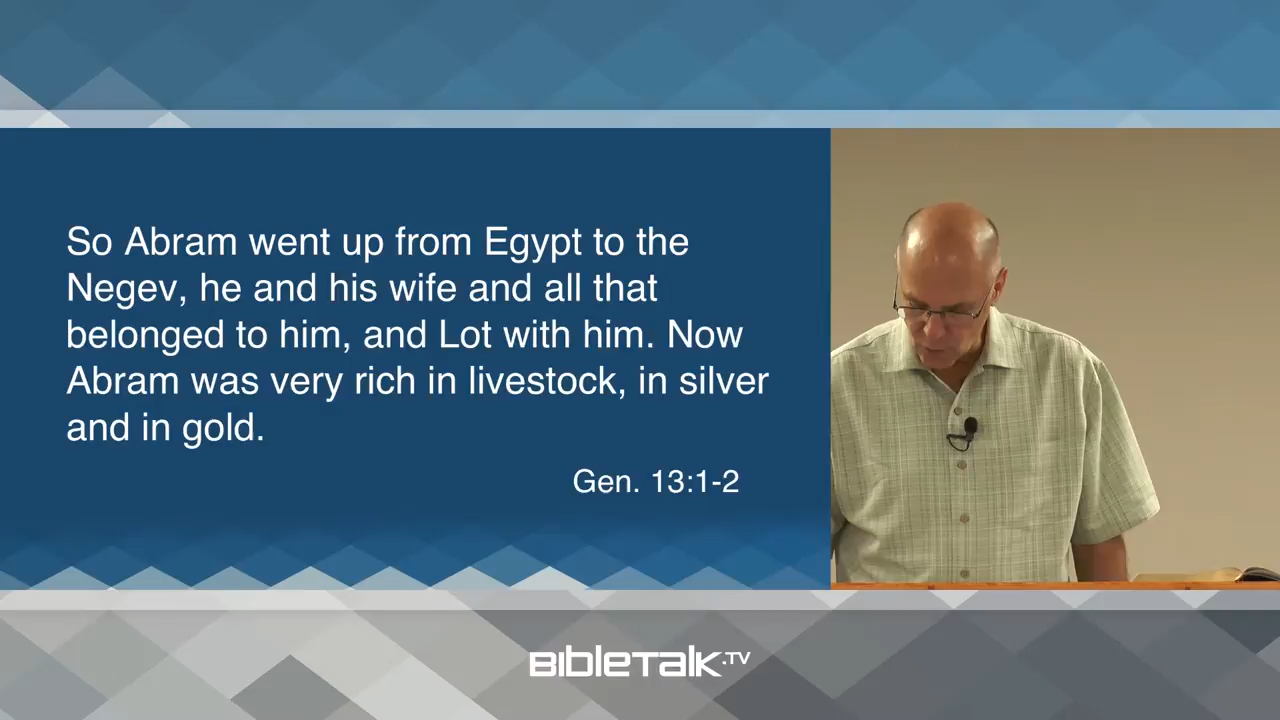 So Abram went up from Egypt to the
Negev, he and his wife and all that
belonged to him, and Lot with him. Now
Abram was very rich in livestock, in silver
and in gold.
Gen. 13:1-2
BibleTalk.TV